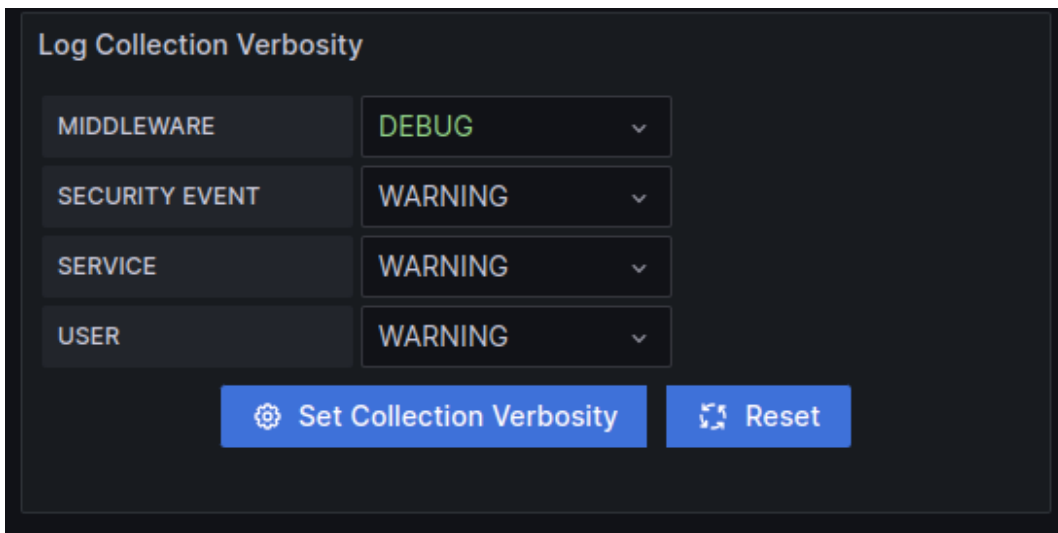 Log Collection Verbosity
MIDDLEWARE DEBUG
SECURITY EVENT WARNING
SERVICE WARNING
USER WARNING
Set Collection Verbosity Reset